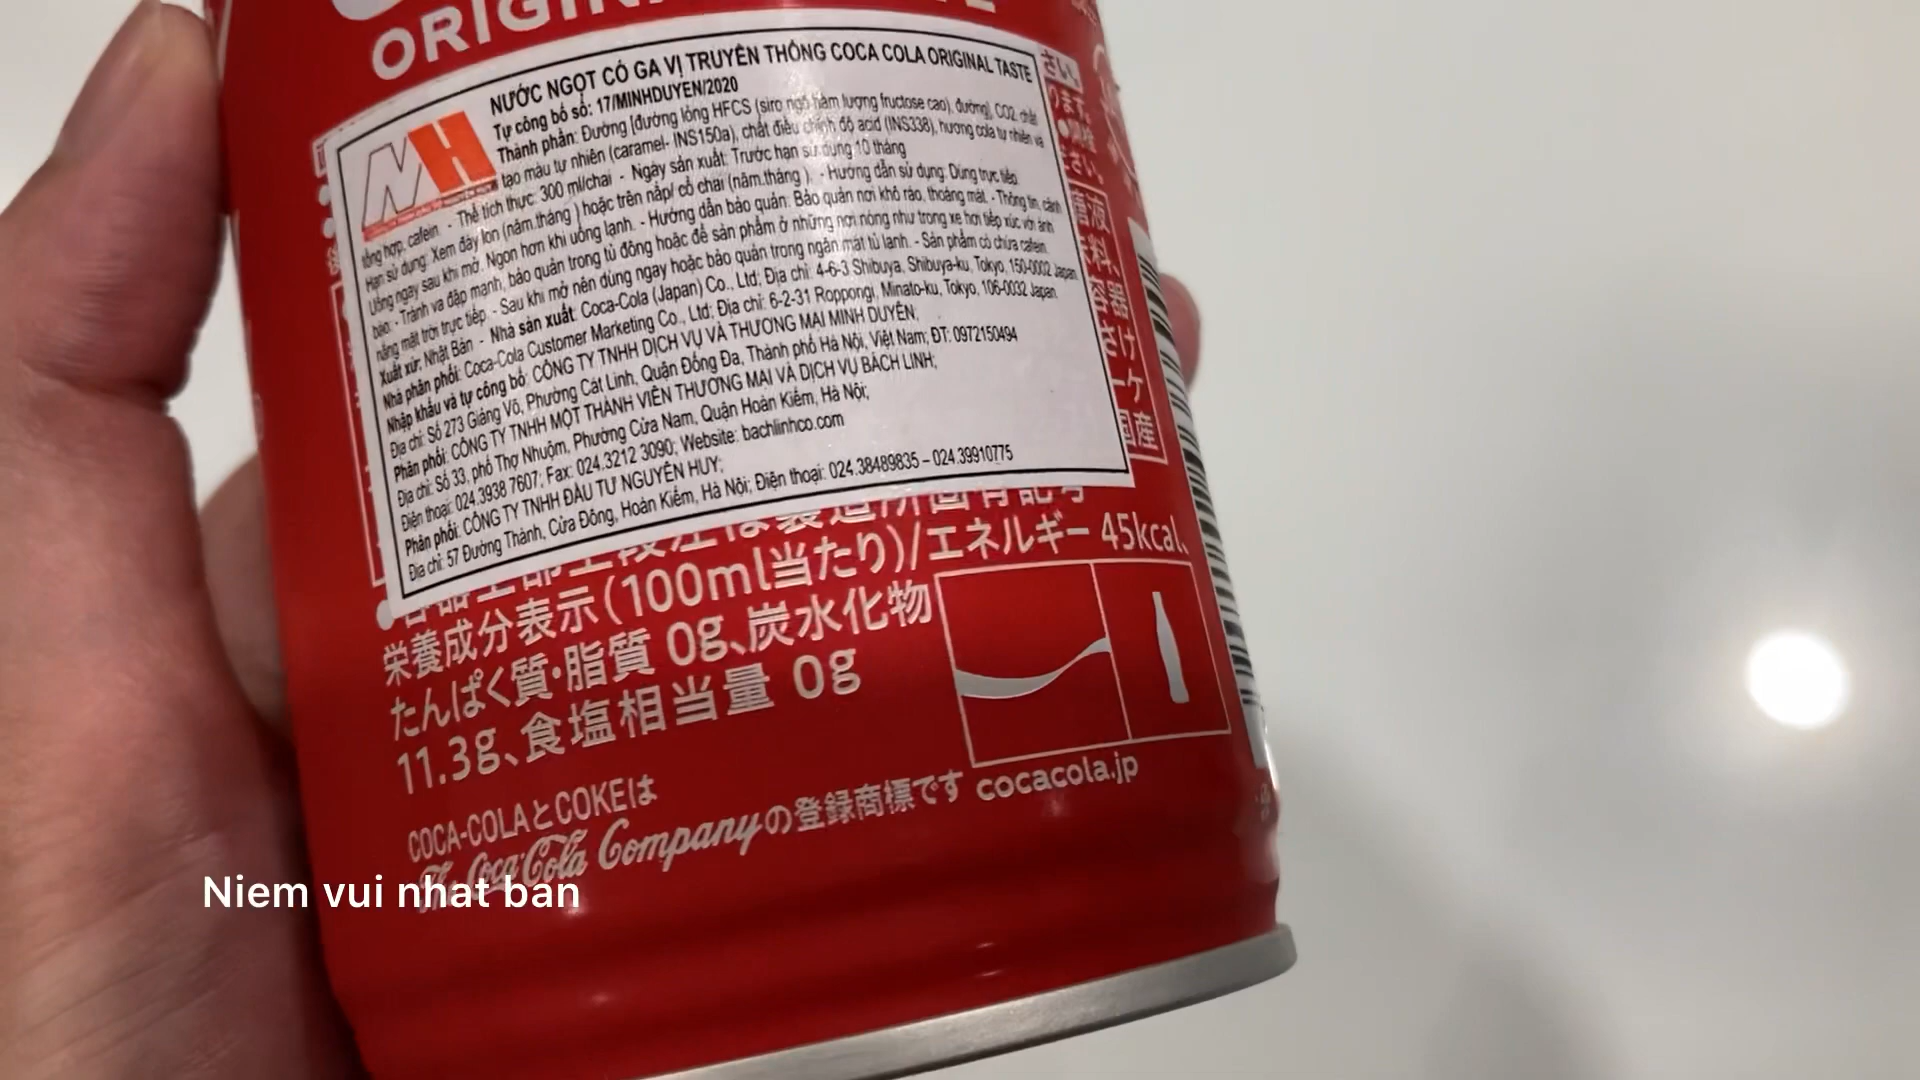 ORIGIN
NƯỚC NGỌT CÓ GA VỊ TRUYỀN THỐNG COCA COLA ORIGINAL TASTE
Tự công bố số: 17/MINHDUYEN/2020
Thành phần: Đường [đường lỏng HFCS (siro ngô hàm lượng fructose cao), đường], CO2, chất
tạo màu tự nhiên (caramel- INS150a), chất điều chỉnh độ acid (INS338), hương cola tự nhiên và
tổng hợp, cafein. - Thể tích thực: 300 ml/chai - Ngày sản xuất: Trước hạn sử dụng 10 tháng
Hạn sử dụng: Xem đáy lon (năm.tháng ) hoặc trên nắp/ cổ chai (năm.tháng ). - Hướng dẫn sử dụng: Dùng trực tiếp.
Uống ngay sau khi mở. Ngon hơn khi uống lạnh. - Hướng dẫn bảo quản: Bảo quản nơi khô ráo, thoáng mát. - Thông tin, cảnh
báo: - Tránh va đập mạnh, bảo quản trong tủ đông hoặc để sản phẩm ở những nơi nóng như trong xe hơi tiếp xúc với ánh
nắng mặt trời trực tiếp. - Sau khi mở nên dùng ngay hoặc bảo quản trong ngăn mát tủ lạnh. - Sản phẩm có chứa cafein.
Xuất xứ: Nhật Bản - Nhà sản xuất: Coca-Cola (Japan) Co., Ltd; Địa chỉ: 4-6-3 Shibuya, Shibuya-ku, Tokyo, 150-0002 Japan.
Nhà phân phối: Coca-Cola Customer Marketing Co., Ltd; Địa chỉ: 6-2-31 Roppongi, Minato-ku, Tokyo, 106-0032 Japan.
Nhập khẩu và tự công bố: CÔNG TY TNHH DỊCH VỤ VÀ THƯƠNG MẠI MINH DUYÊN;
Địa chỉ: Số 273 Giảng Võ, Phường Cát Linh, Quận Đống Đa, Thành phố Hà Nội, Việt Nam; ĐT: 0972150494
Phân phối: CÔNG TY TNHH MỘT THÀNH VIÊN THƯƠNG MẠI VÀ DỊCH VỤ BÁCH LINH;
Địa chỉ: Số 33, phố Thợ Nhuộm, Phường Cửa Nam, Quận Hoàn Kiếm, Hà Nội;
Điện thoại: 024.3938 7607; Fax: 024.3212 3090; Website: bachlinhco.com
Phân phối: CÔNG TY TNHH ĐẦU TƯ NGUYÊN HUY;
Địa chỉ: 57 Đường Thành, Cửa Đông, Hoàn Kiếm, Hà Nội; Điện thoại: 024.38489835 – 024.39910775
栄養成分表示(100ml当たり)/エネルギー 45kcal、
たんぱく質・脂質 0g、炭水化物
11.3g、食塩相当量 0g
COCA-COLAとCOKEは
The Coca-Cola Companyの登録商標です cocacola.jp
Niem vui nhat ban